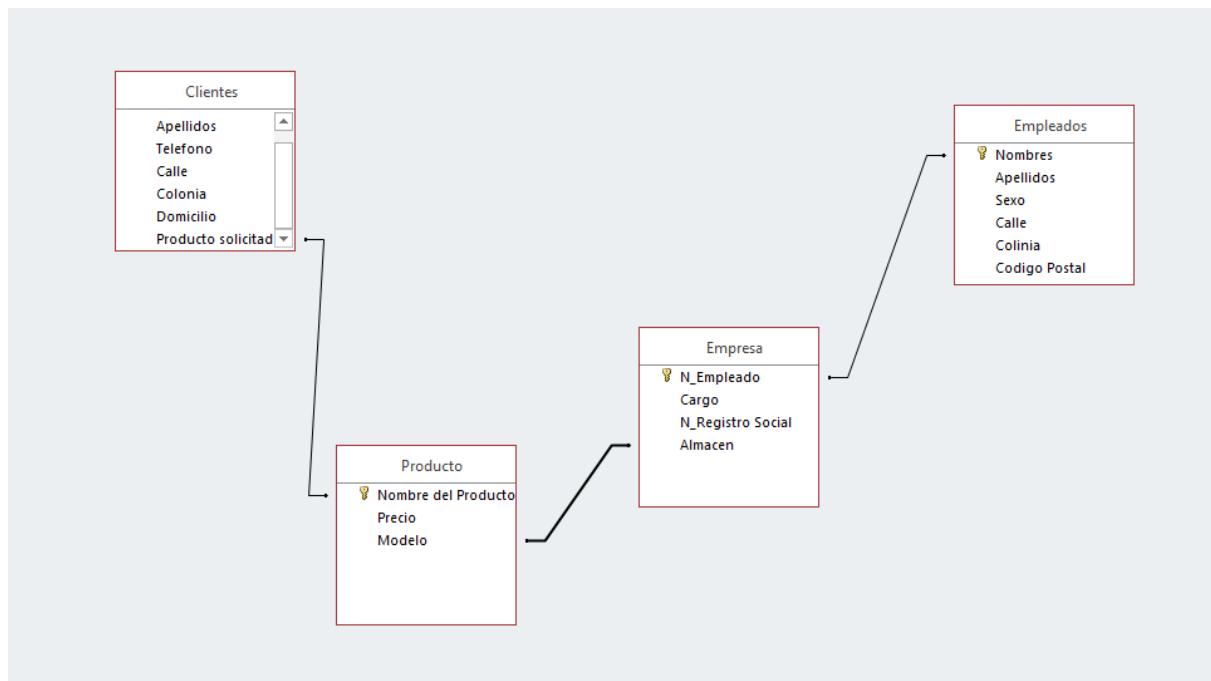 Clientes
Apellidos
Telefono
Calle
Colonia
Domicilio
Producto solicitad
Empleados
Nombres
Apellidos
Sexo
Calle
Colinia
Codigo Postal
Empresa
N_Empleado
Cargo
N_Registro Social
Almacen
Producto
Nombre del Producto
Precio
Modelo